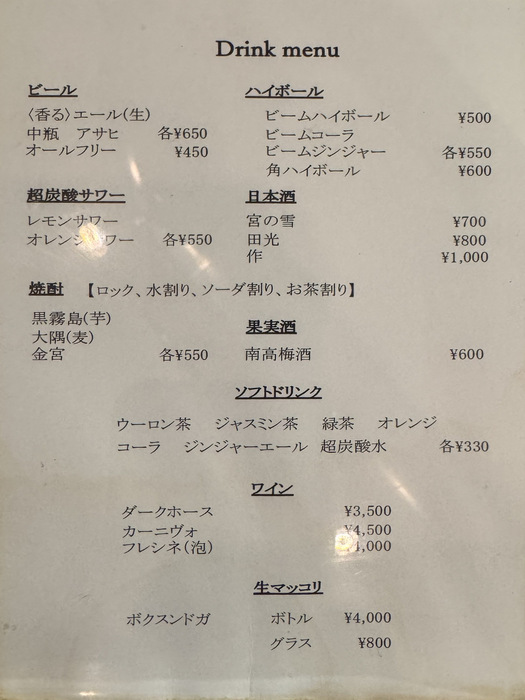 Drink menu
ビール
〈香る〉エール(生)
中瓶 アサヒ 各¥650
オールフリー ¥450
ハイボール
ビームハイボール ¥500
ビームコーラ
ビームジンジャー 各¥550
角ハイボール ¥600
超炭酸サワー
レモンサワー
オレンジサワー 各¥550
日本酒
宮の雪 ¥700
田光 ¥800
作 ¥1,000
焼酎 【ロック、水割り、ソーダ割り、お茶割り】
黒霧島(芋)
大隅(麦)
金宮 各¥550
果実酒
南高梅酒 ¥600
ソフトドリンク
ウーロン茶 ジャスミン茶 緑茶 オレンジ
コーラ ジンジャーエール 超炭酸水 各¥330
ワイン
ダークホース ¥3,500
カーニヴォ ¥4,500
フレシネ(泡)
生マッコリ
ボクスンドガ ボトル ¥4,000
グラス ¥800